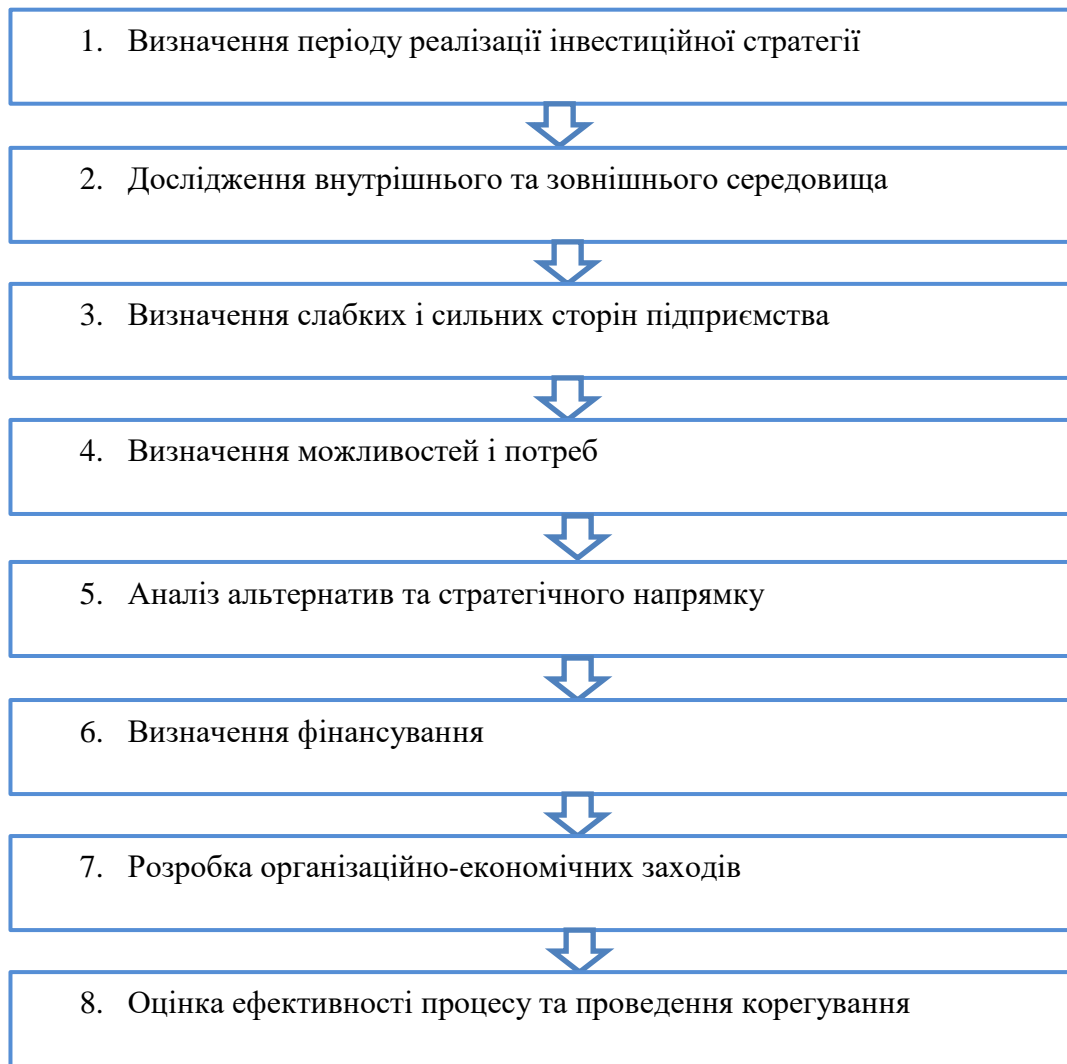 1. Визначення періоду реалізації інвестиційної стратегії
2. Дослідження внутрішнього та зовнішнього середовища
3. Визначення слабких і сильних сторін підприємства
4. Визначення можливостей і потреб
5. Аналіз альтернатив та стратегічного напрямку
6. Визначення фінансування
7. Розробка організаційно-економічних заходів
8. Оцінка ефективності процесу та проведення корегування